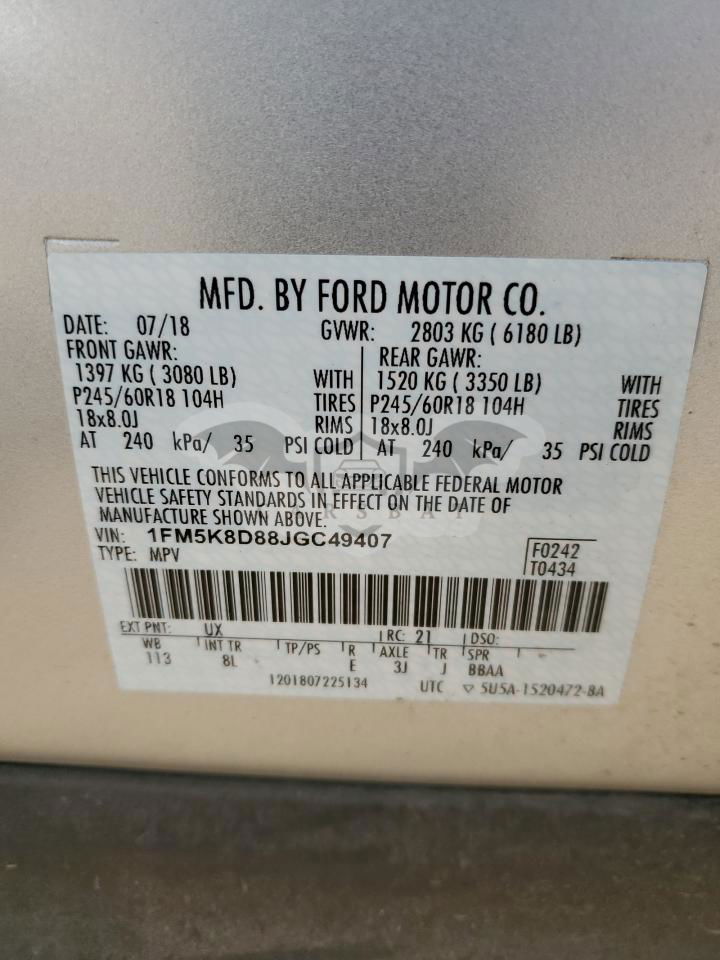 MFD. BY FORD MOTOR CO.
DATE: 07/18 GVWR: 2803 KG ( 6180 LB)
FRONT GAWR: REAR GAWR:
1397 KG ( 3080 LB) WITH 1520 KG ( 3350 LB) WITH
P245/60R18 104H TIRES P245/60R18 104H TIRES
18x8.0J RIMS 18x8.0J RIMS
AT 240 kPa/ 35 PSI COLD AT 240 kPa/ 35 PSI COLD
THIS VEHICLE CONFORMS TO ALL APPLICABLE FEDERAL MOTOR
VEHICLE SAFETY STANDARDS IN EFFECT ON THE DATE OF
MANUFACTURE SHOWN ABOVE.
VIN: 1FM5K8D88JGC49407
TYPE: MPV
F0242
T0434
EXT PNT: UX RC: 21 DSO:
WB INT TR TP/PS R AXLE TR SPR
113 8L E 3J J BBAA
1201807225134 UTC ▽ 5U5A-1520472-BA